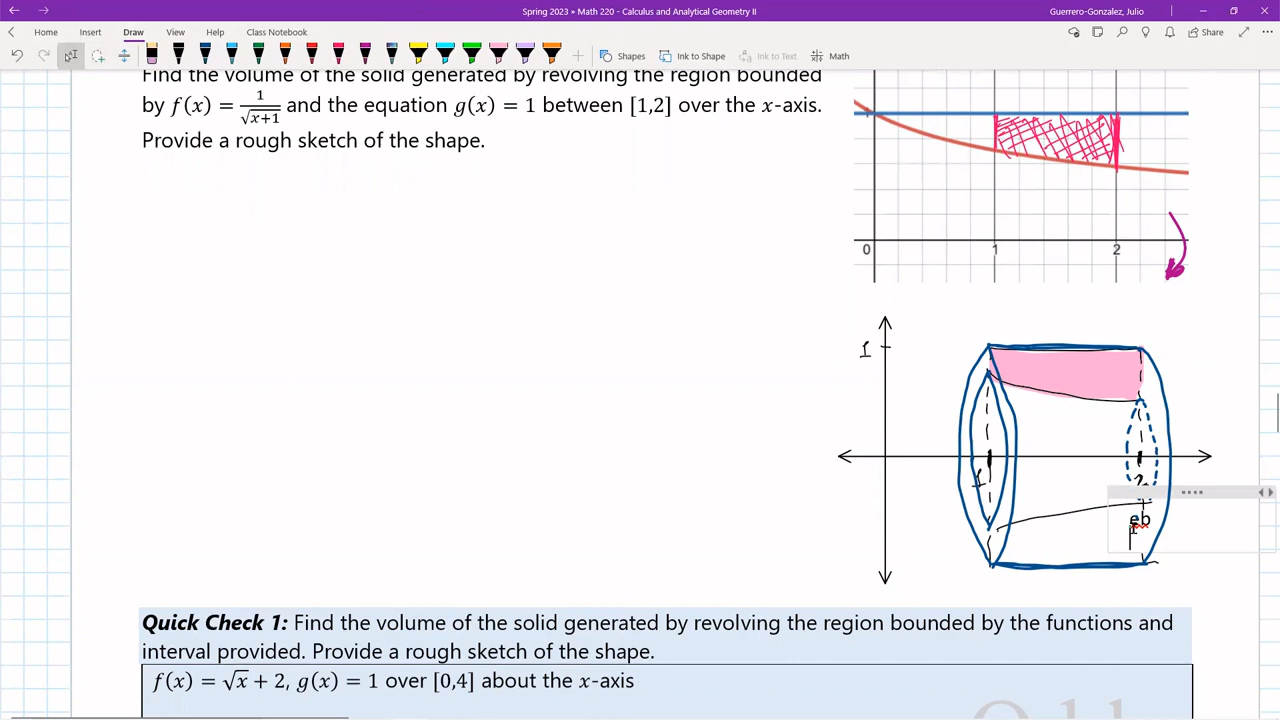 Spring 2023 » Math 220 - Calculus and Analytical Geometry II
Guerrero-Gonzalez, Julio
Home Insert Draw View Help Class Notebook
Share
Shapes Ink to Shape Ink to Text Math
Find the volume of the solid generated by revolving the region bounded
by f(x) = 1/√x+1 and the equation g(x) = 1 between [1,2] over the x-axis.
Provide a rough sketch of the shape.
1
0 1 2
1
1 2
eb
Quick Check 1: Find the volume of the solid generated by revolving the region bounded by the functions and
interval provided. Provide a rough sketch of the shape.
f(x) = √x + 2, g(x) = 1 over [0,4] about the x-axis